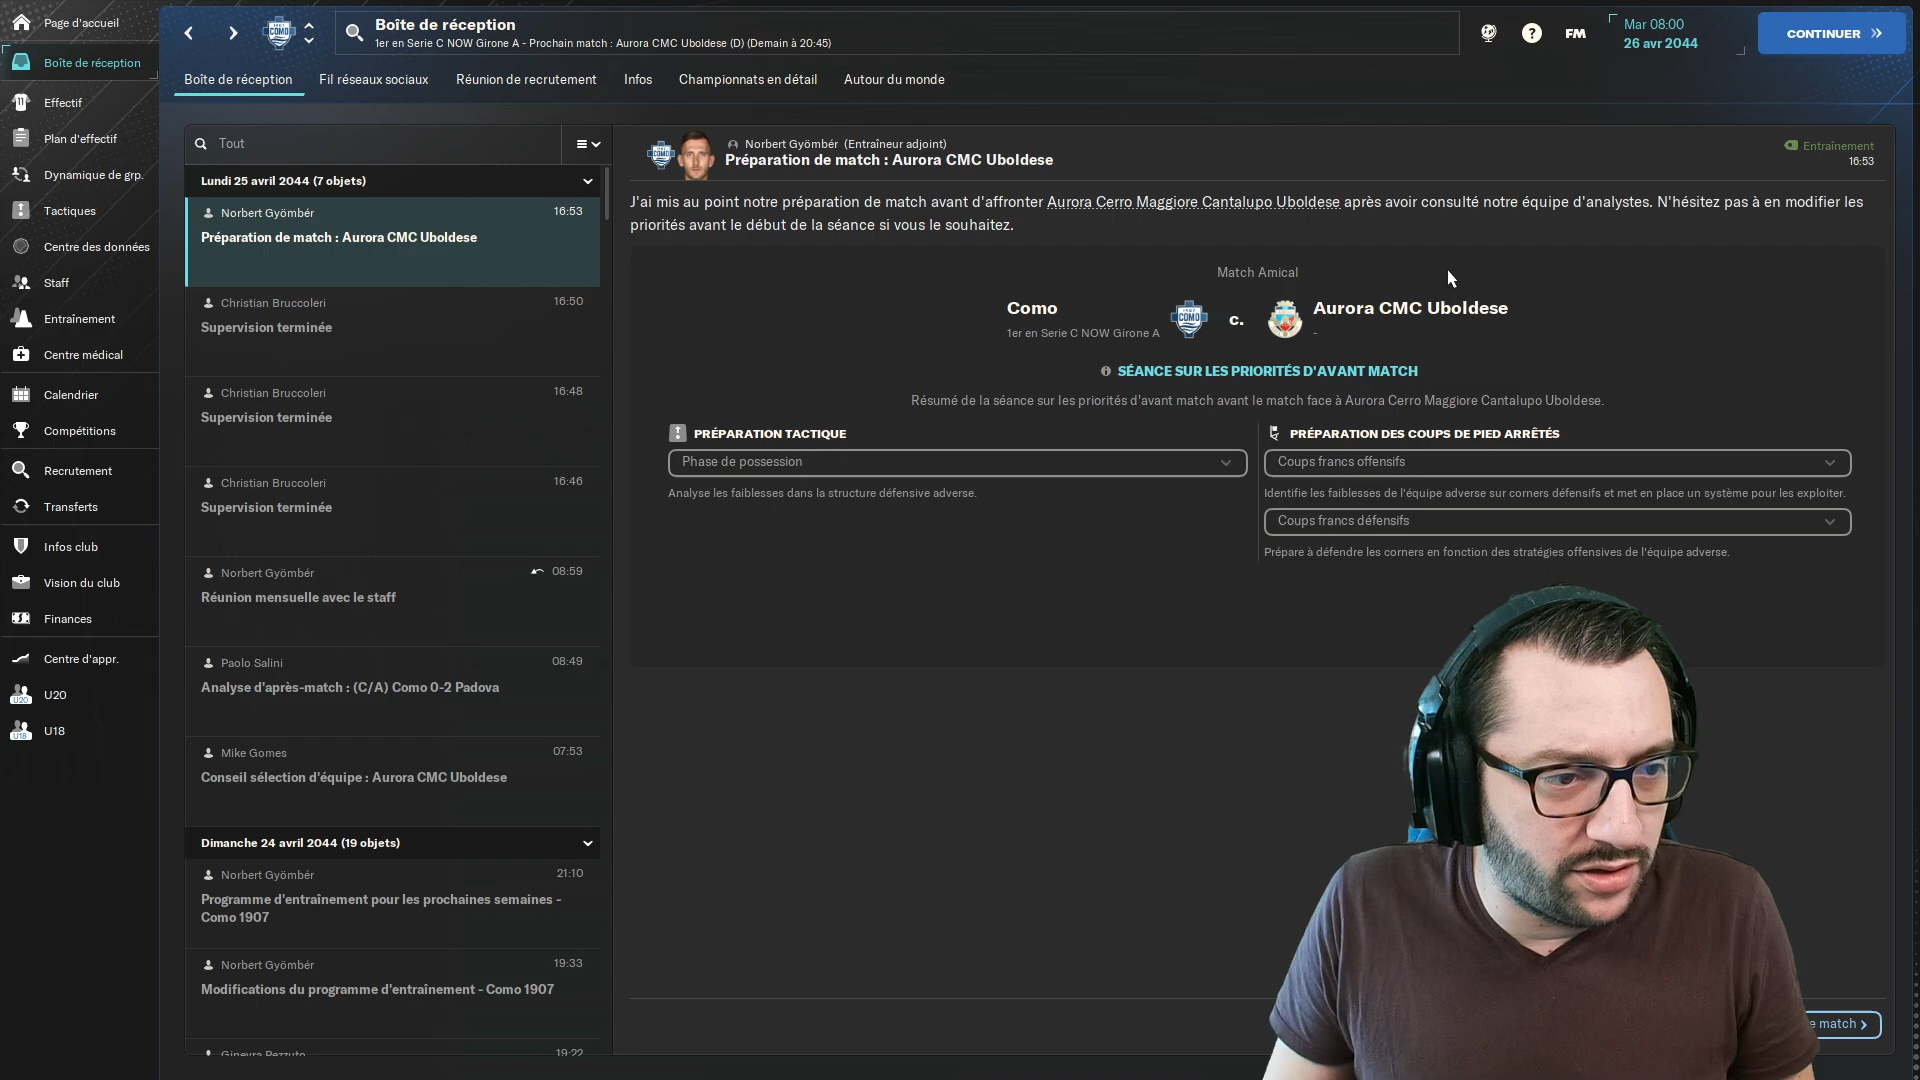 Page d'accueil
Boîte de réception
Effectif
Plan d'effectif
Dynamique de grp.
Tactiques
Centre des données
Staff
Entraînement
Centre médical
Calendrier
Compétitions
Recrutement
Transferts
Infos club
Vision du club
Finances
Centre d'appr.
U20
U18
Boîte de réception
1er en Serie C NOW Girone A - Prochain match : Aurora CMC Uboldese (D) (Demain à 20:45)
FM
Mar 08:00
26 avr 2044
CONTINUER
Boîte de réception
Fil réseaux sociaux
Réunion de recrutement
Infos
Championnats en détail
Autour du monde
Tout
Lundi 25 avril 2044 (7 objets)
Norbert Gyömbér 16:53
Préparation de match : Aurora CMC Uboldese
Christian Bruccoleri 16:50
Supervision terminée
Christian Bruccoleri 16:48
Supervision terminée
Christian Bruccoleri 16:46
Supervision terminée
Norbert Gyömbér 08:59
Réunion mensuelle avec le staff
Paolo Salini 08:49
Analyse d'après-match : (C/A) Como 0-2 Padova
Mike Gomes 07:53
Conseil sélection d'équipe : Aurora CMC Uboldese
Dimanche 24 avril 2044 (19 objets)
Norbert Gyömbér 21:10
Programme d'entraînement pour les prochaines semaines -
Como 1907
Norbert Gyömbér 19:33
Modifications du programme d'entraînement - Como 1907
Ginevra Pezzuto 19:22
Norbert Gyömbér (Entraîneur adjoint)
Préparation de match : Aurora CMC Uboldese
Entraînement
16:53
J'ai mis au point notre préparation de match avant d'affronter Aurora Cerro Maggiore Cantalupo Uboldese après avoir consulté notre équipe d'analystes. N'hésitez pas à en modifier les
priorités avant le début de la séance si vous le souhaitez.
Match Amical
Como
1er en Serie C NOW Girone A
COMO
c.
Aurora CMC Uboldese
-
SÉANCE SUR LES PRIORITÉS D'AVANT MATCH
Résumé de la séance sur les priorités d'avant match avant le match face à Aurora Cerro Maggiore Cantalupo Uboldese.
PRÉPARATION TACTIQUE
Phase de possession
Analyse les faiblesses dans la structure défensive adverse.
PRÉPARATION DES COUPS DE PIED ARRÊTÉS
Coups francs offensifs
Identifie les faiblesses de l'équipe adverse sur corners défensifs et met en place un système pour les exploiter.
Coups francs défensifs
Prépare à défendre les corners en fonction des stratégies offensives de l'équipe adverse.
e match